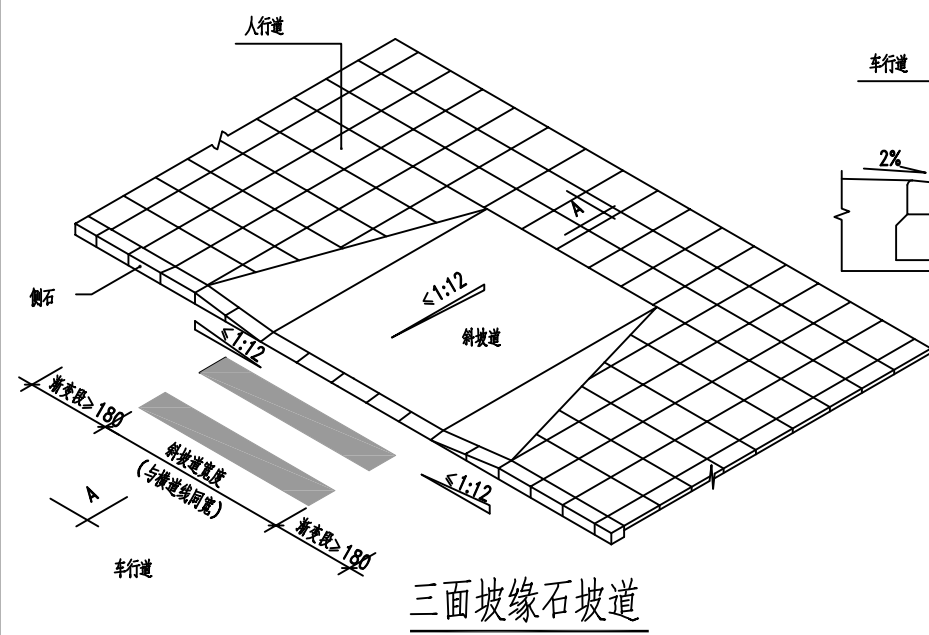 人行道
车行道
2%
A
≤1:12
侧石
斜坡道
≤1:12
渐变段≥180
斜坡道宽度
(与横道线同宽)
≤1:12
A
渐变段≥180
车行道
三面坡缘石坡道